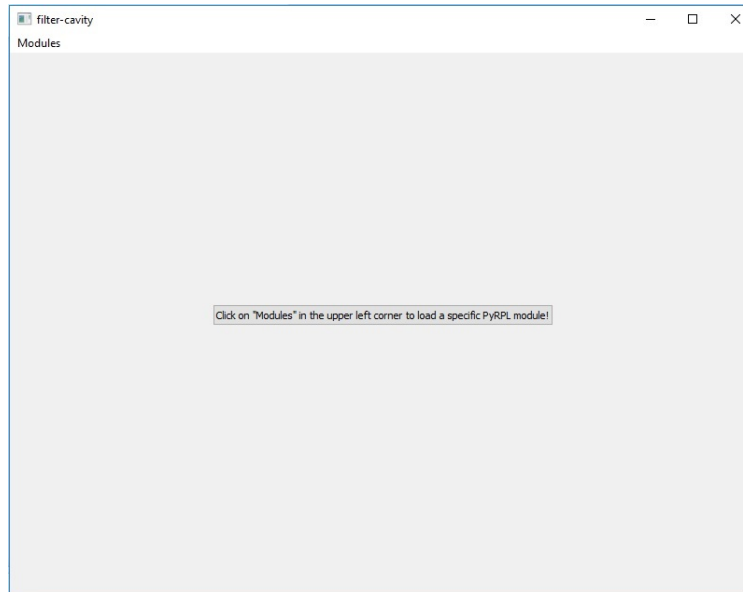 filter-cavity
Modules
Click on "Modules" in the upper left corner to load a specific PyRPL module!